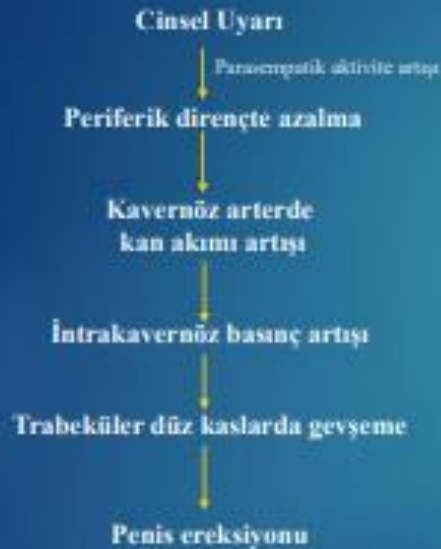 Cinsel Uyarı
Parasempatik aktivite artışı
Periferik dirençte azalma
Kavernöz arterde
kan akımı artışı
İntrakavernöz basınç artışı
Trabeküler düz kaslarda gevşeme
Penis ereksiyonu